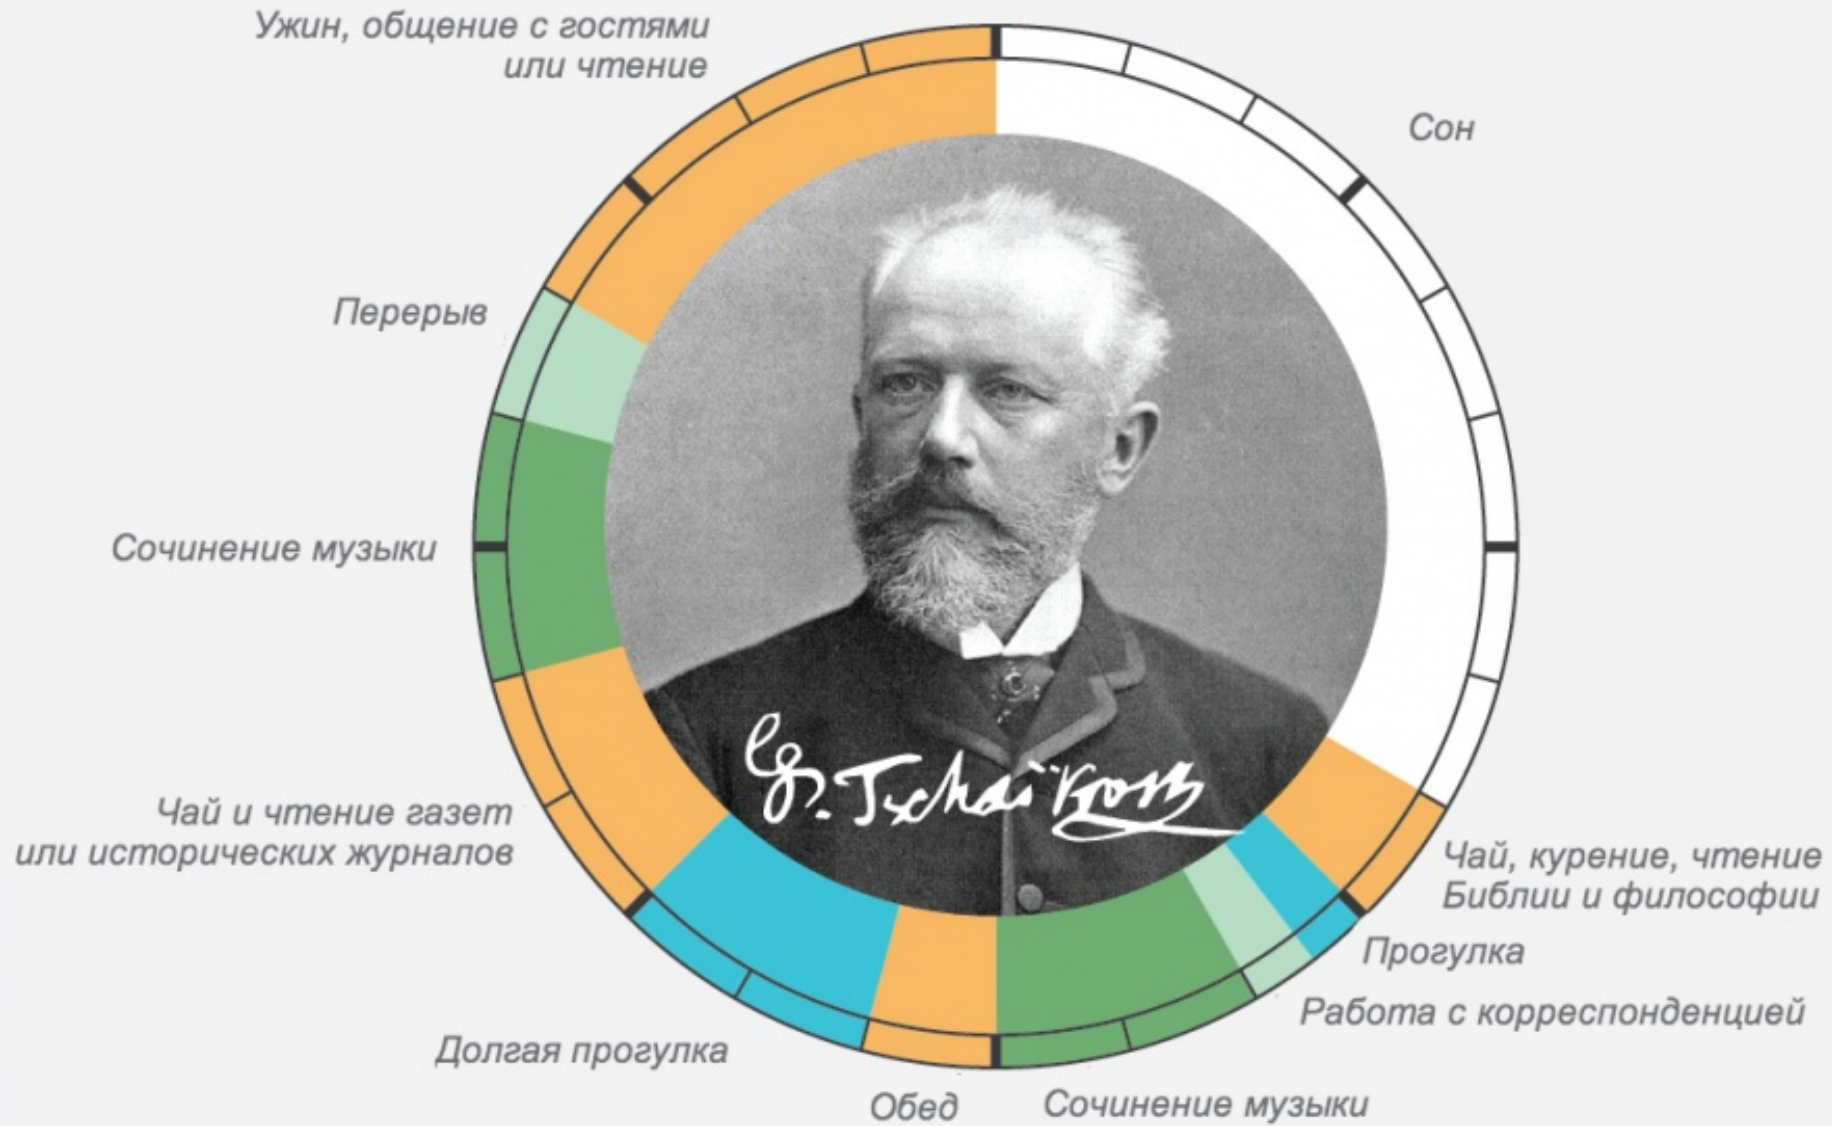 Ужин, общение с гостями
или чтение
Сон
Перерыв
Сочинение музыки
Чай и чтение газет
или исторических журналов
Чай, курение, чтение
Библии и философии
Прогулка
Работа с корреспонденцией
Долгая прогулка
Обед
Сочинение музыки